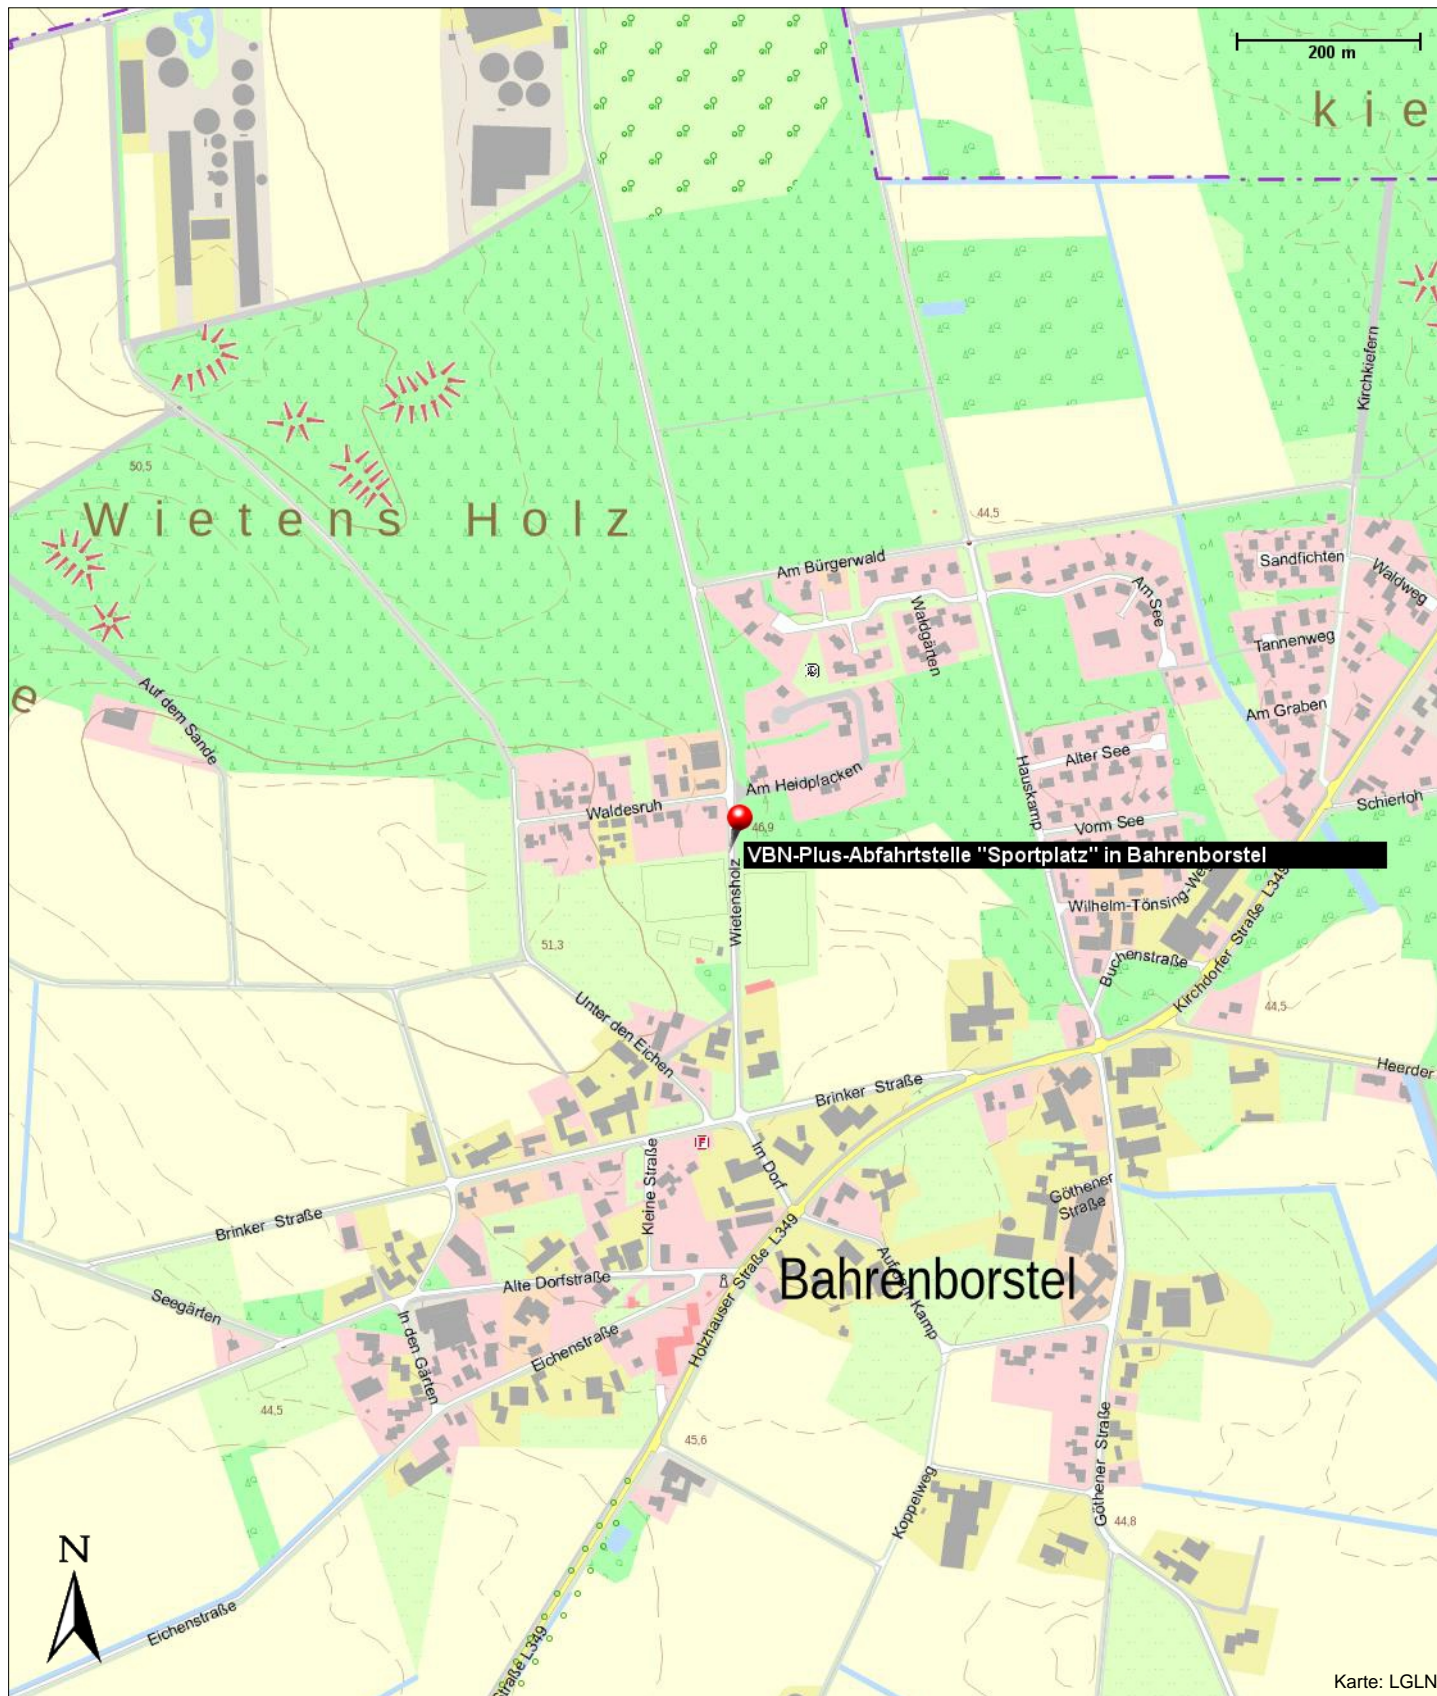 200 m
kie
Kirchkiefern
50,5
Wietens Holz
44,5
Am Bürgerwald
Sandfichten
Waldweg
Am See
Waldgärten
Tannenweg
e
Auf dem Sande
Am Graben
Alter See
Hauskamp
Am Heidplacken
Waldesruh
Schierloh
Vorm See
46,9
VBN-Plus-Abfahrtstelle "Sportplatz" in Bahrenborstel
Wietensholz
Wilhelm-Tönsing-Weg
51,3
Buchenstraße
Kirchdorfer Straße L349
Unter den Eichen
44,5
Heerder
Brinker Straße
F
Im Dorf
Kleine Straße
Göthener
Straße
Brinker Straße
Holzhauser Straße L349
Auf dem Kamp
Bahrenborstel
Alte Dorfstraße
Seegärten
In den Gärten
Eichenstraße
44,5
45,6
Göthener Straße
Koppelweg
44,8
N
Eichenstraße
Straße L349
Karte: LGLN